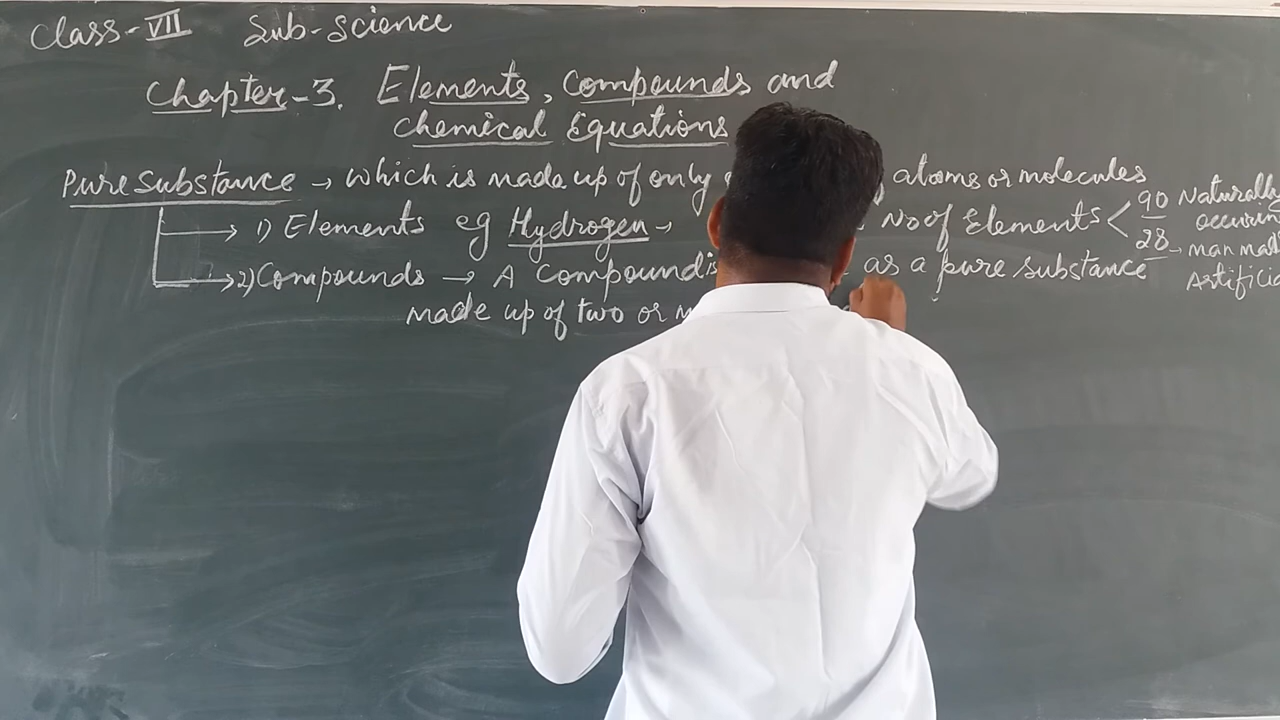 Class-VII Sub-Science
Chapter-3. Elements, Compounds and
Chemical Equations
Pure substance → which is made up of only atoms or molecules
1) Elements eg Hydrogen → No of Elements < 90 Naturally
28 → man mad
2) Compounds → A Compound is as a pure substance
made up of two or